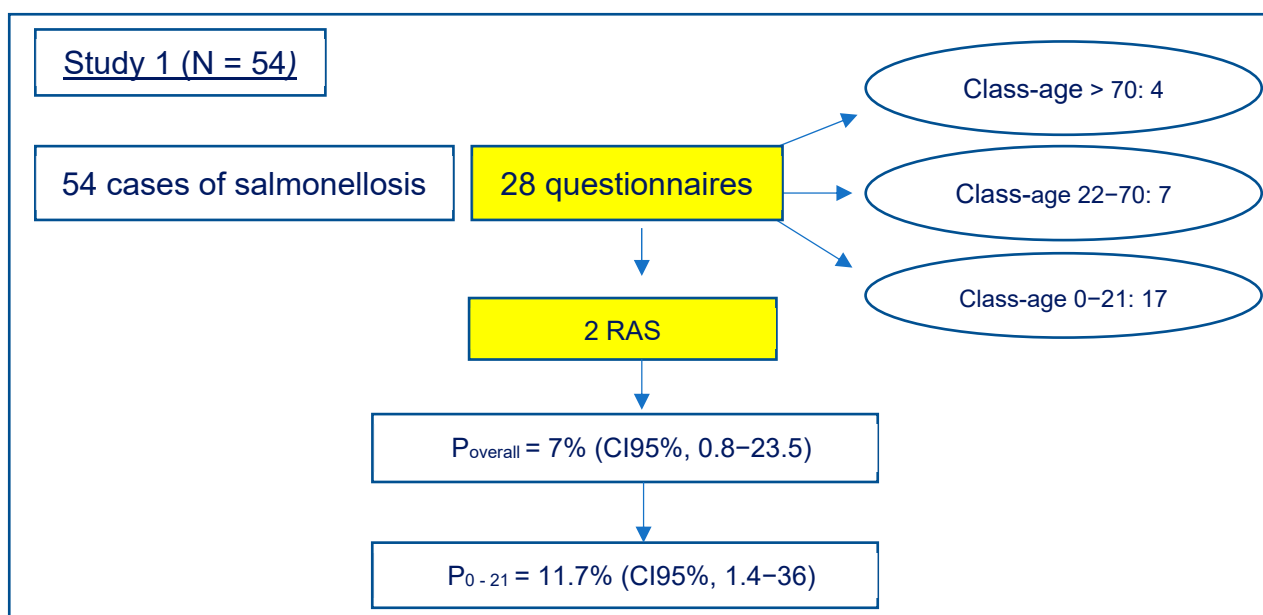 Study 1 (N = 54)
54 cases of salmonellosis
28 questionnaires
Class-age > 70: 4
Class-age 22−70: 7
Class-age 0−21: 17
2 RAS
Poverall = 7% (CI95%, 0.8−23.5)
P0 - 21 = 11.7% (CI95%, 1.4−36)